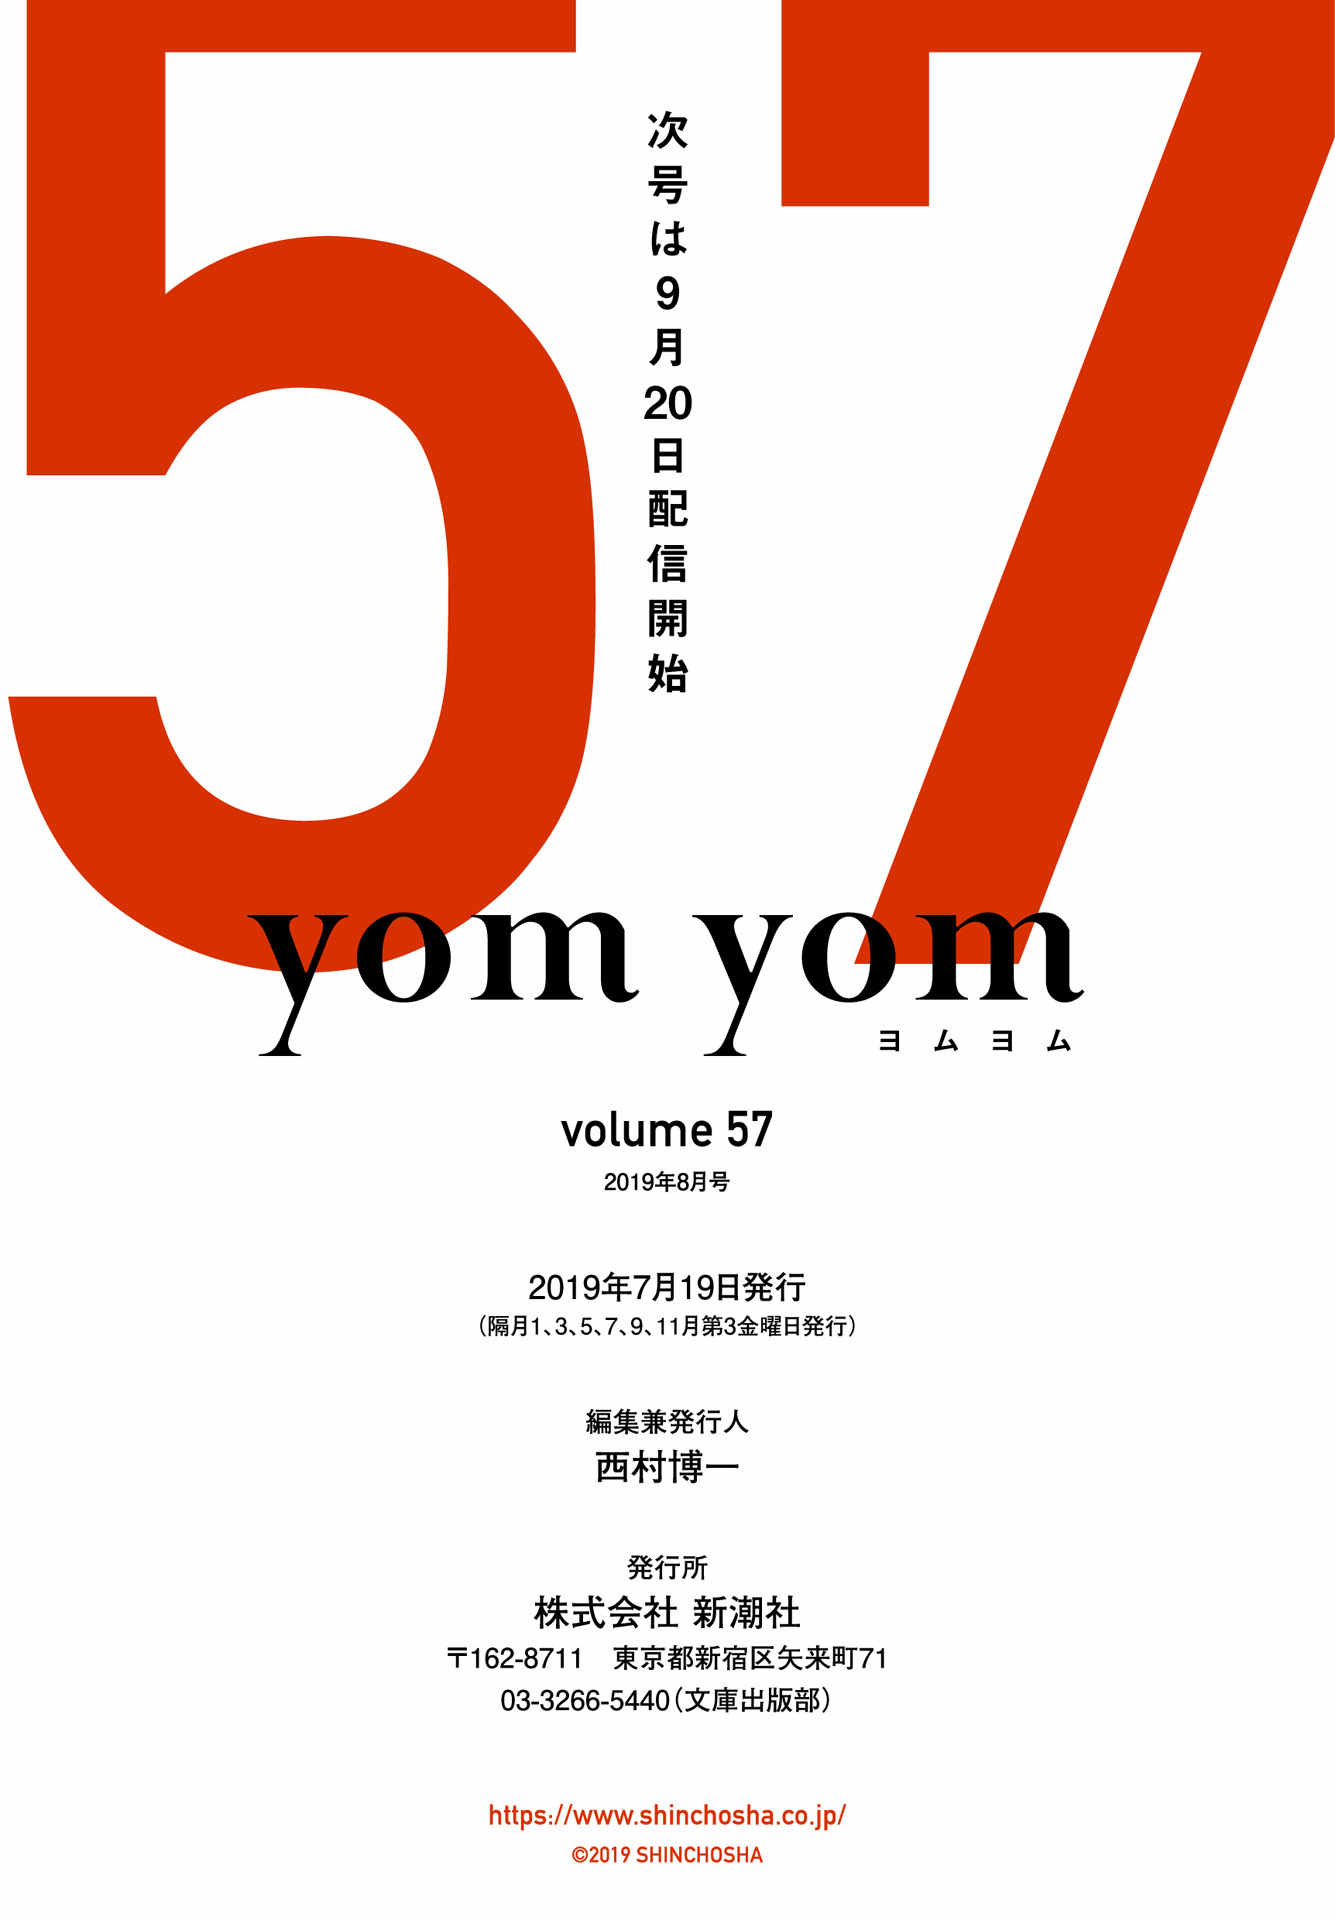 57
次号は9月20日配信開始
yom yom
ヨムヨム
volume 57
2019年8月号
2019年7月19日発行
（隔月1、3、5、7、9、11月第3金曜日発行）
編集兼発行人
西村博一
発行所
株式会社 新潮社
〒162-8711　東京都新宿区矢来町71
03-3266-5440（文庫出版部）
https://www.shinchosha.co.jp/
©2019 SHINCHOSHA